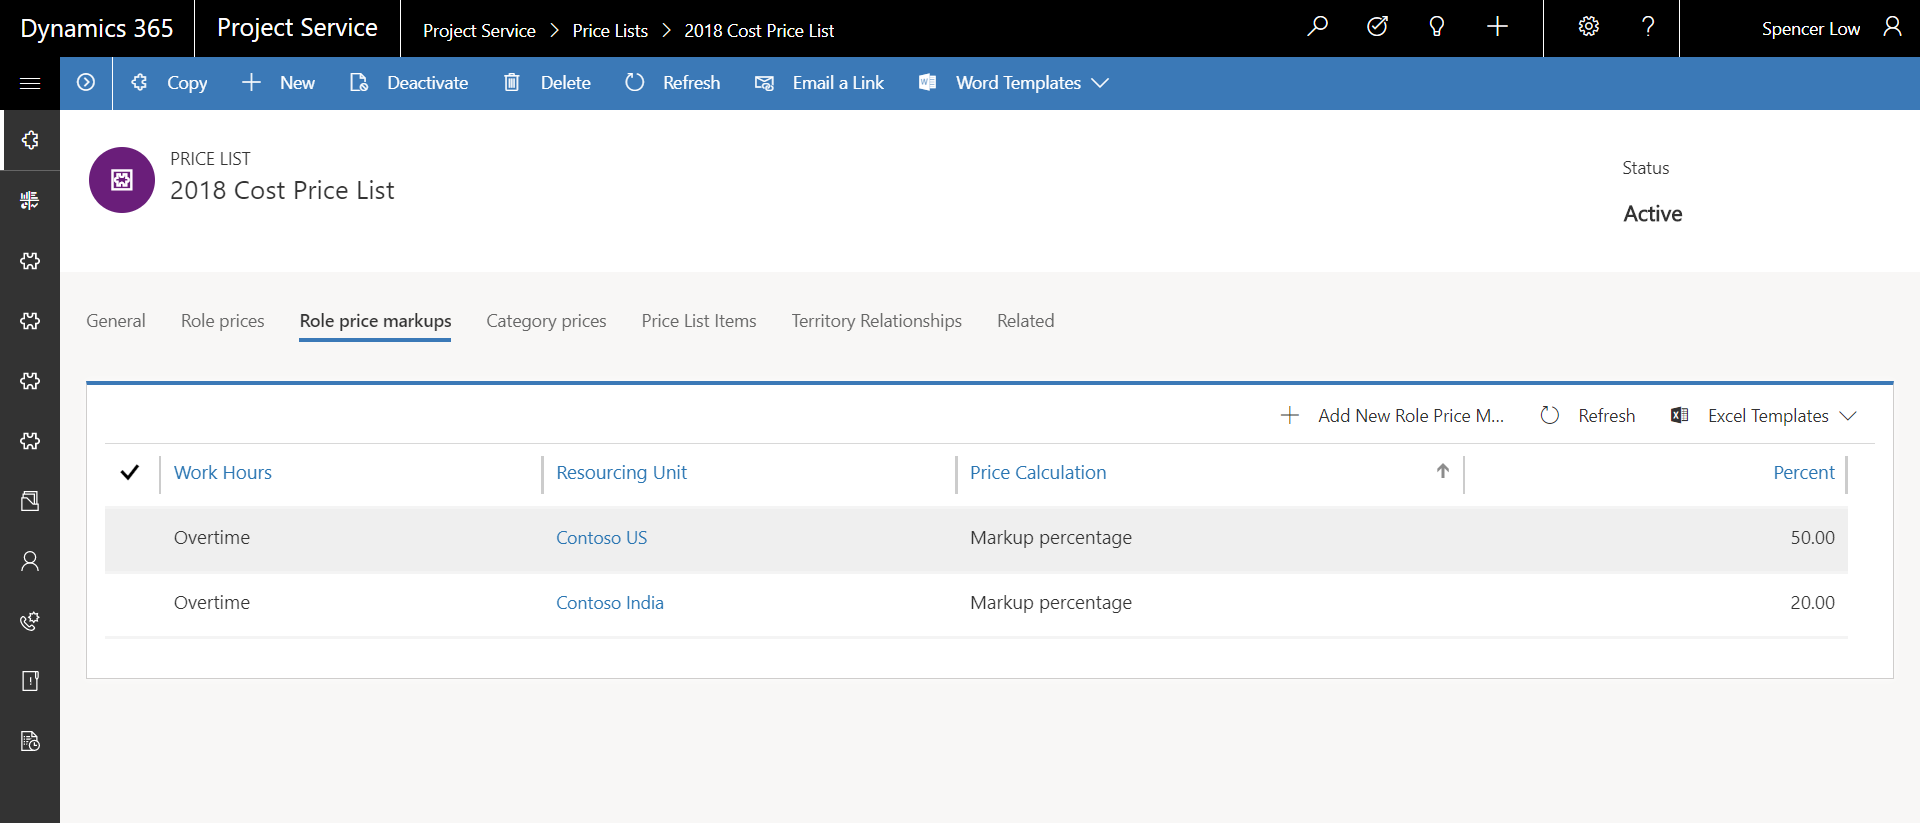 Dynamics 365 Project Service Project Service > Price Lists > 2018 Cost Price List Spencer Low
Copy New Deactivate Delete Refresh Email a Link Word Templates
PRICE LIST
2018 Cost Price List
Status
Active
General Role prices Role price markups Category prices Price List Items Territory Relationships Related
Add New Role Price M... Refresh Excel Templates
Work Hours Resourcing Unit Price Calculation Percent
Overtime Contoso US Markup percentage 50.00
Overtime Contoso India Markup percentage 20.00